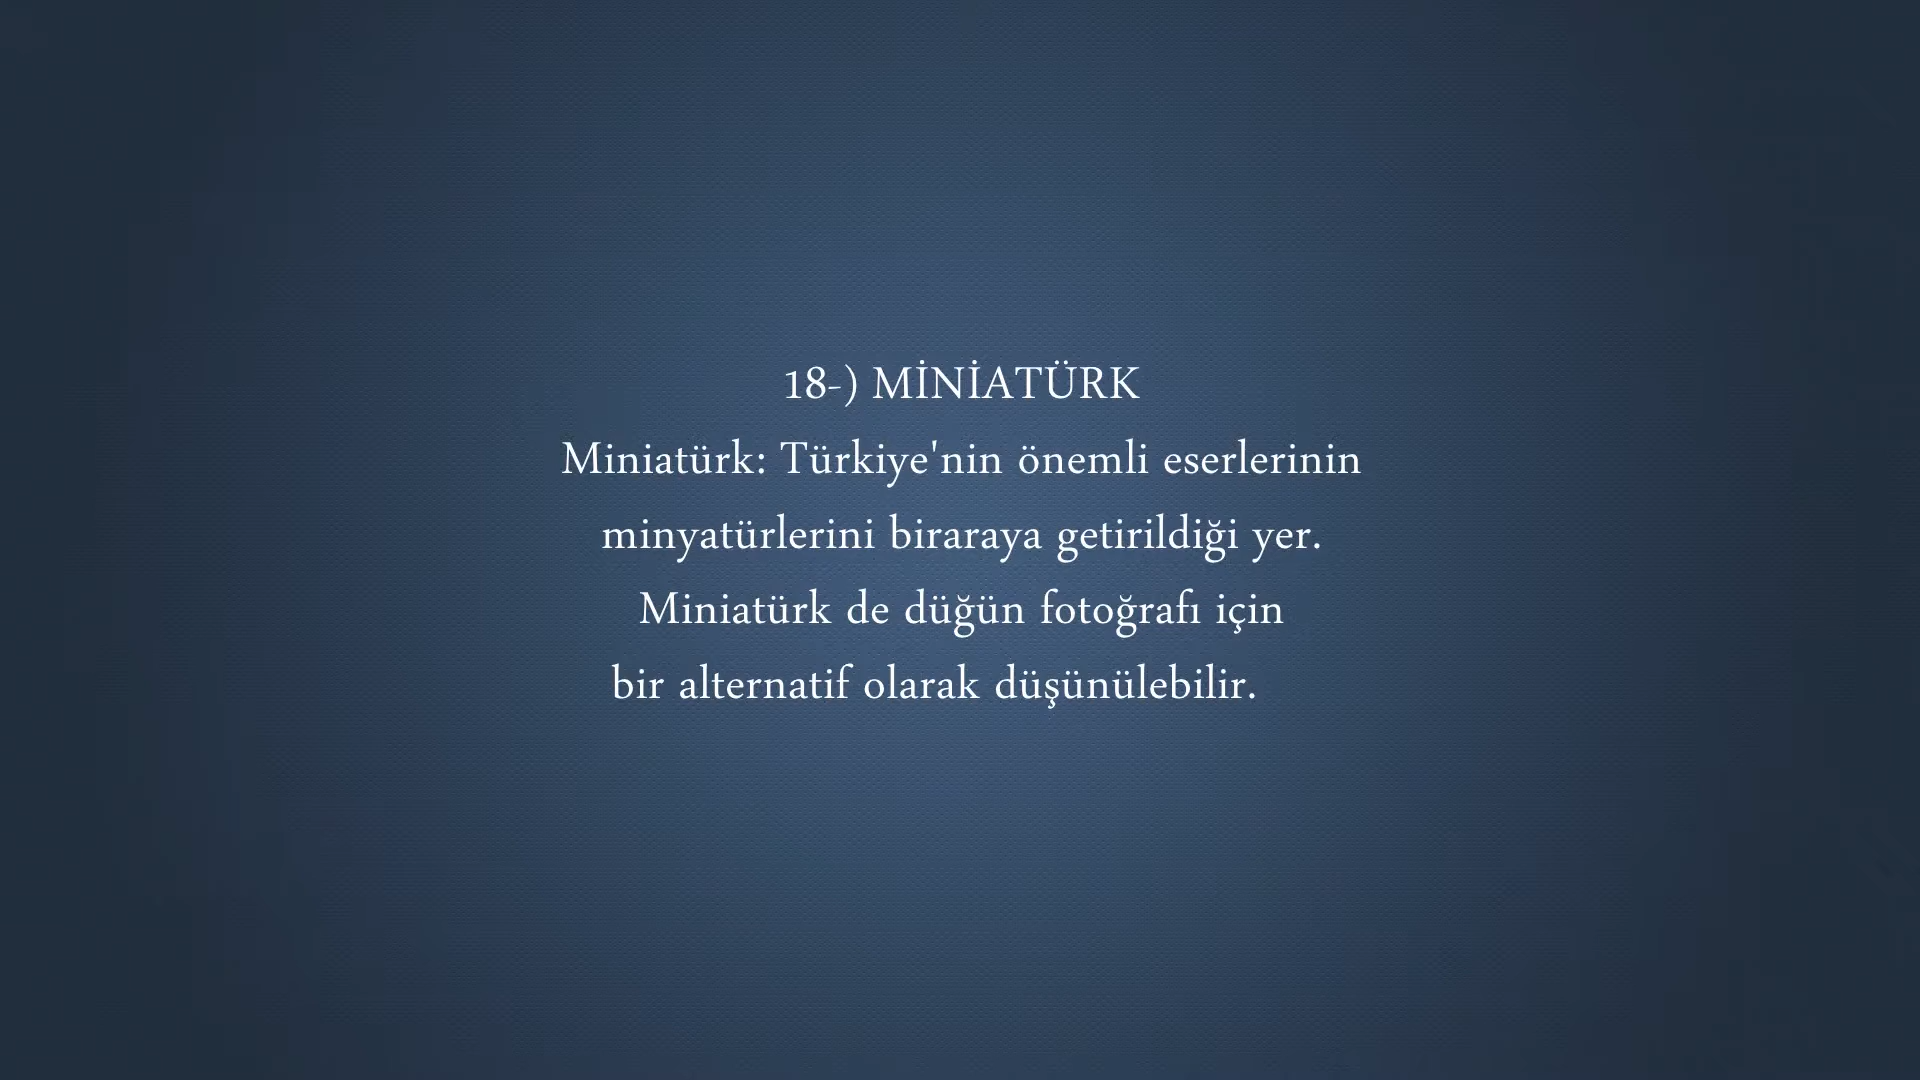 18-) MİNİATÜRK
Miniatürk: Türkiye'nin önemli eserlerinin
minyatürlerini biraraya getirildiği yer.
Miniatürk de düğün fotoğrafı için
bir alternatif olarak düşünülebilir.